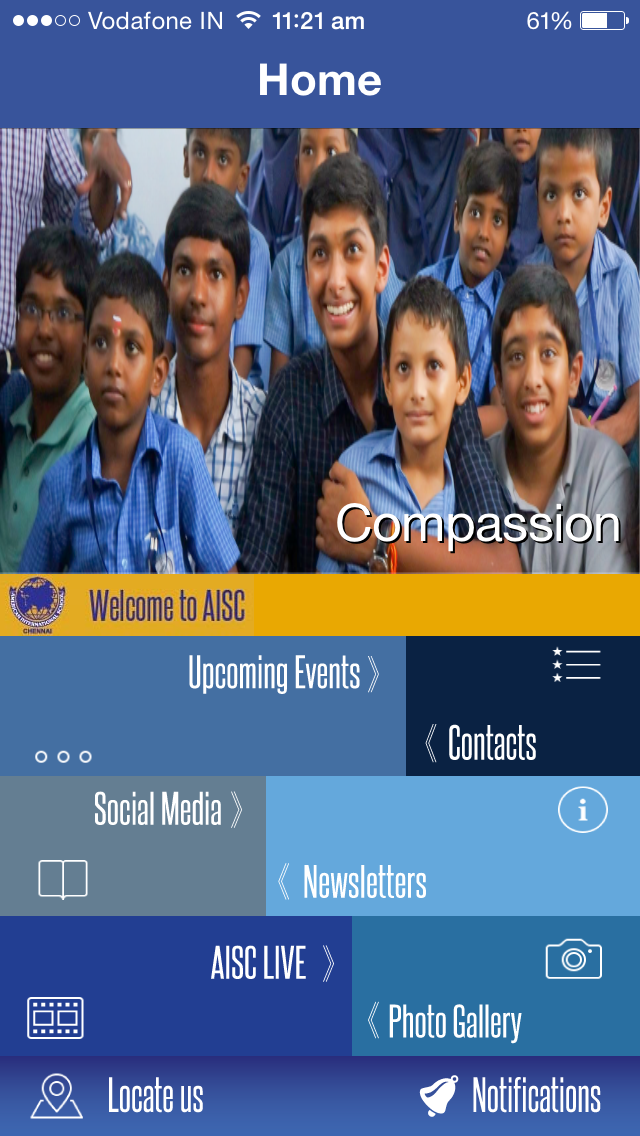 Vodafone IN 11:21 am 61%
Home
Compassion
AMERICAN INTERNATIONAL SCHOOL
CHENNAI
Welcome to AISC
Upcoming Events
Contacts
Social Media
Newsletters
AISC LIVE
Photo Gallery
Locate us
Notifications